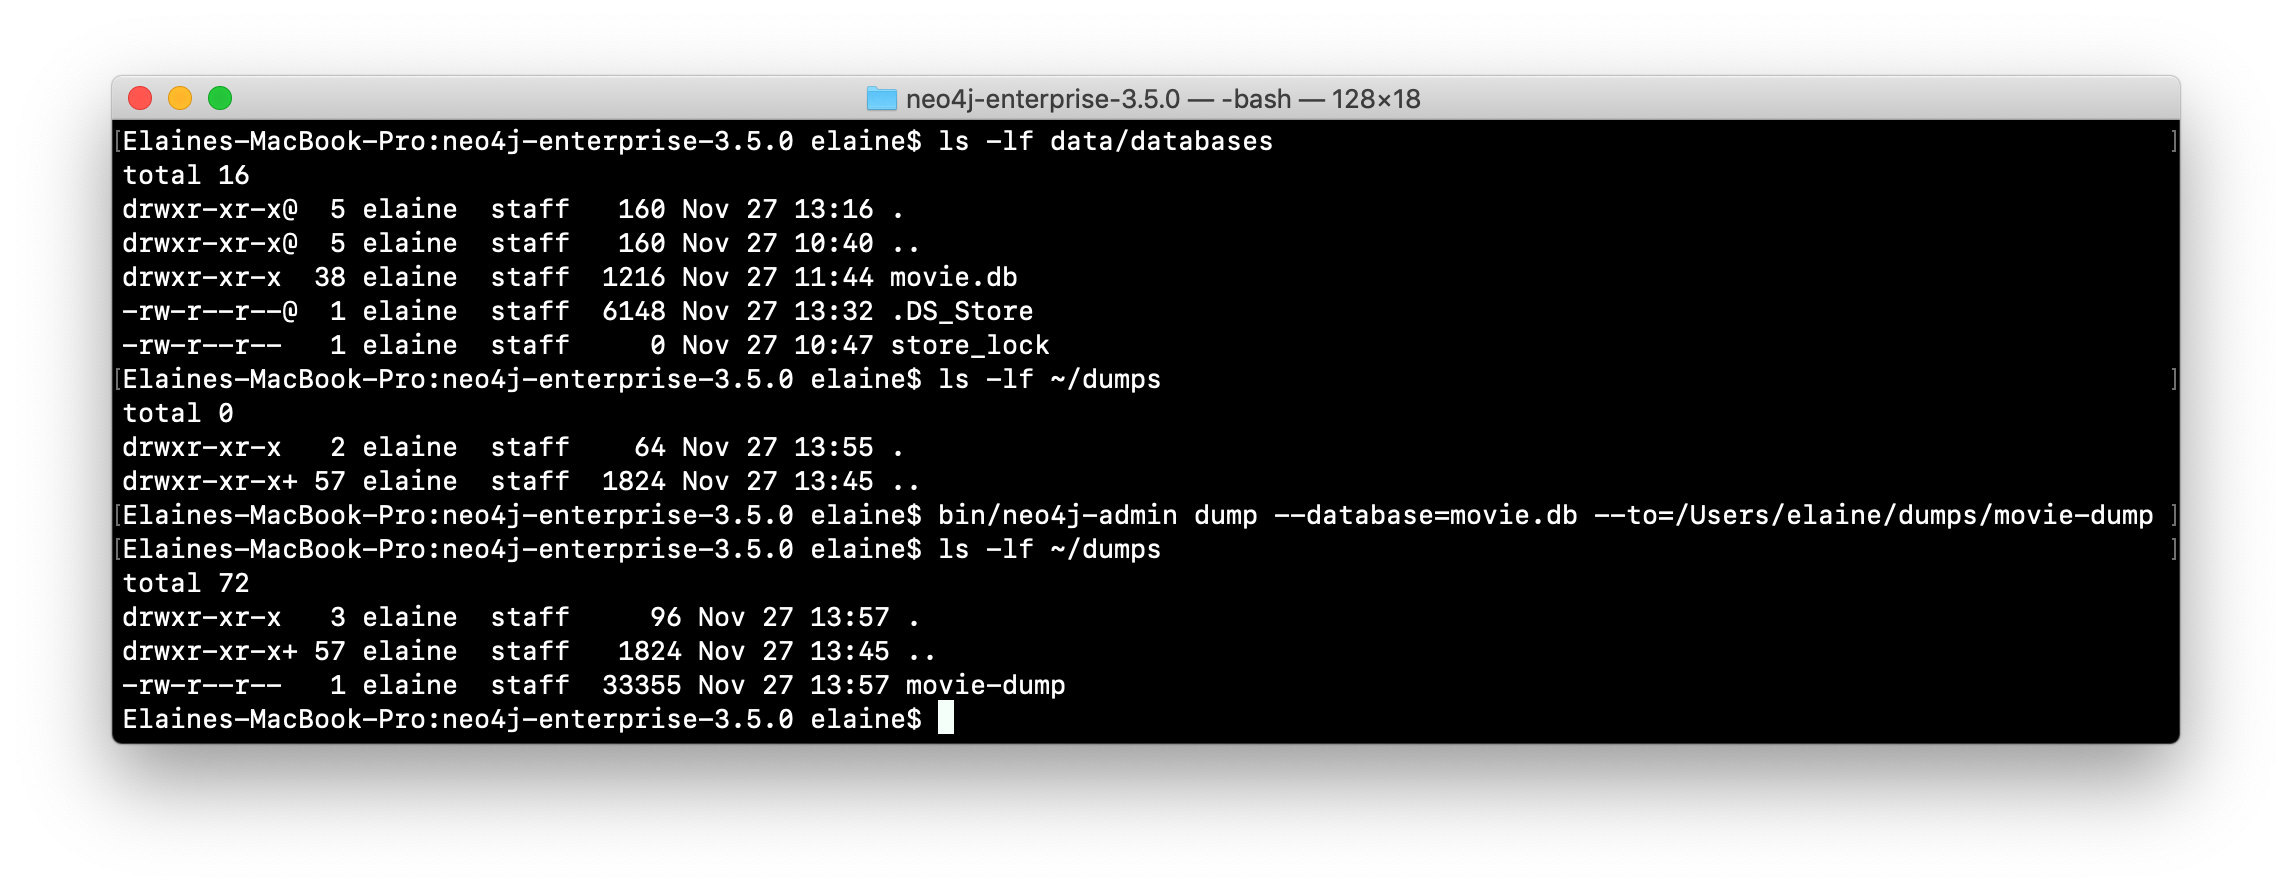 neo4j-enterprise-3.5.0 — -bash — 128×18
[Elaines-MacBook-Pro:neo4j-enterprise-3.5.0 elaine$ ls -lf data/databases ]
total 16
drwxr-xr-x@  5 elaine  staff   160 Nov 27 13:16 .
drwxr-xr-x@  5 elaine  staff   160 Nov 27 10:40 ..
drwxr-xr-x  38 elaine  staff  1216 Nov 27 11:44 movie.db
-rw-r--r--@  1 elaine  staff  6148 Nov 27 13:32 .DS_Store
-rw-r--r--   1 elaine  staff     0 Nov 27 10:47 store_lock
[Elaines-MacBook-Pro:neo4j-enterprise-3.5.0 elaine$ ls -lf ~/dumps ]
total 0
drwxr-xr-x   2 elaine  staff    64 Nov 27 13:55 .
drwxr-xr-x+ 57 elaine  staff  1824 Nov 27 13:45 ..
[Elaines-MacBook-Pro:neo4j-enterprise-3.5.0 elaine$ bin/neo4j-admin dump --database=movie.db --to=/Users/elaine/dumps/movie-dump ]
[Elaines-MacBook-Pro:neo4j-enterprise-3.5.0 elaine$ ls -lf ~/dumps ]
total 72
drwxr-xr-x   3 elaine  staff     96 Nov 27 13:57 .
drwxr-xr-x+ 57 elaine  staff   1824 Nov 27 13:45 ..
-rw-r--r--   1 elaine  staff  33355 Nov 27 13:57 movie-dump
Elaines-MacBook-Pro:neo4j-enterprise-3.5.0 elaine$